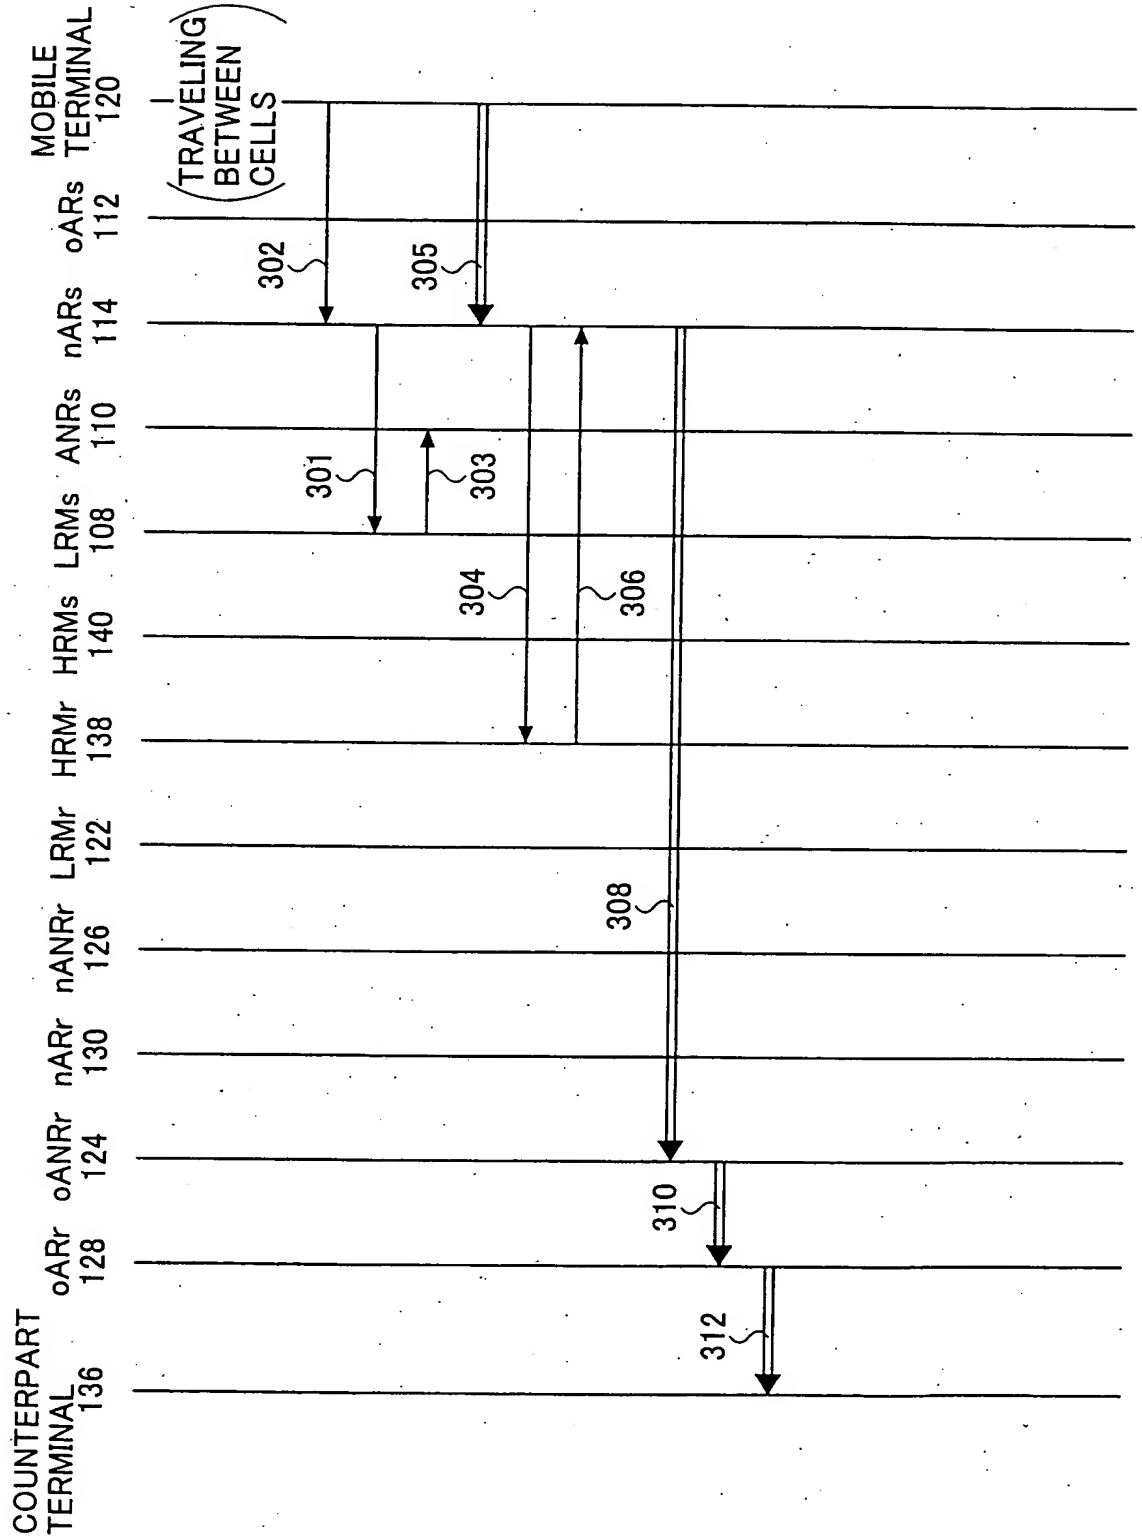 COUNTERPART
TERMINAL
136
oARr
128
oANRr
124
nARr
130
nANRr
126
LRMr
122
HRMr
138
HRMs
140
LRMs
108
ANRs
110
nARs
114
oARs
112
MOBILE
TERMINAL
120
(TRAVELING
BETWEEN
CELLS)
302
301
303
305
304
306
308
310
312